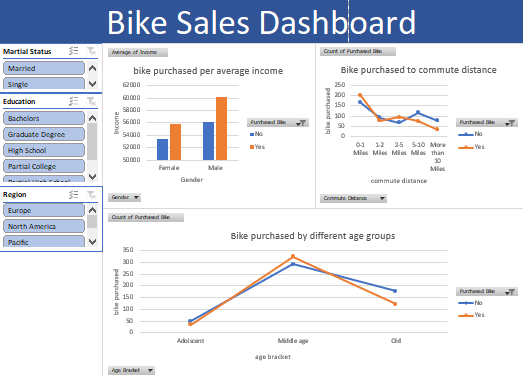 Bike Sales Dashboard
Martial Status
Married
Single
Education
Bachelors
Graduate Degree
High School
Partial College
Partial High School
Region
Europe
North America
Pacific
Average of Income
bike purchased per average income
62000
60000
58000
56000
54000
52000
50000
Income
Female
Male
Gender
Purchased Bike
No
Yes
Gender
Count of Purchased Bike
Bike purchased to commute distance
250
200
150
100
50
0
bike purchased
0-1 Miles
1-2 Miles
2-5 Miles
5-10 Miles
More than 10 Miles
commute distance
Purchased Bike
No
Yes
Commute Distance
Count of Purchased Bike
Bike purchased by different age groups
350
300
250
200
150
100
50
0
bike purchased
Adolscent
Middle age
Old
age bracket
Purchased Bike
No
Yes
Age Bracket